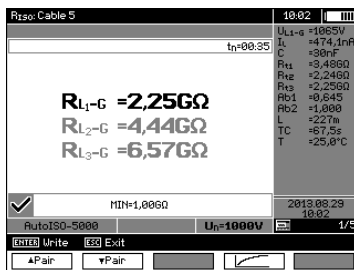 RISO: Cable 5 10:02
tn=00:35
RL1-G =2,25GΩ
RL2-G =4,44GΩ
RL3-G =6,57GΩ
MIN=1,00GΩ
UL1-G =1065V
IL =474,1nA
C =30nF
Rt1 =3,48GΩ
Rt2 =2,24GΩ
Rt3 =2,25GΩ
Ab1 =0,645
Ab2 =1,000
L =227m
TC =67,5s
T =25,0°C
2013.08.29
10:02
AutoISO-5000 Un=1000V 1/5
ENTER Write ESC Exit
▲Pair ▼Pair